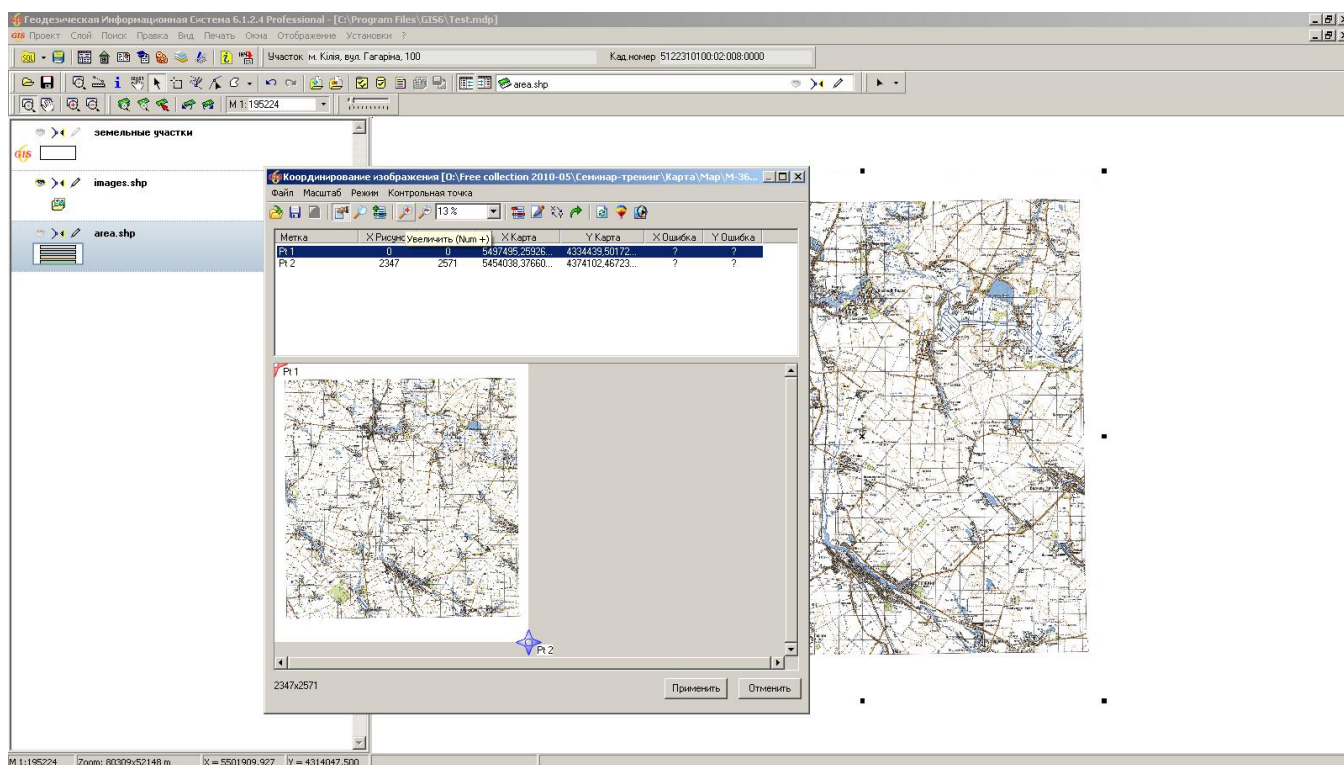 Геодезическая Информационная Система 6.1.2.4 Professional - [C:\Program Files\GIS6\Test.mdp]
GIS Проект Слой Поиск Правка Вид Печать Окна Отображение Установки ?
SQL Участок м. Кілія, вул. Гагаріна, 100 Кад.номер 5122310100:02:008:0000
area.shp
M 1: 195224
земельные участки
GIS
images.shp
area.shp
Координирование изображения [O:\Free collection 2010-05\Семинар-тренинг\Карта\Map\M-36...
Файл Масштаб Режим Контрольная точка
13 %
Метка X Рисунс Увеличить (Num +) X Карта Y Карта X Ошибка Y Ошибка
Pt 1 0 0 5497495,25926... 4334439,50172... ? ?
Pt 2 2347 2571 5454038,37660... 4374102,46723... ? ?
Pt 1
Pt 2
2347x2571 Применить Отменить
M 1:195224 Zoom: 80309x52148 m X = 5501909,927 Y = 4314047,500